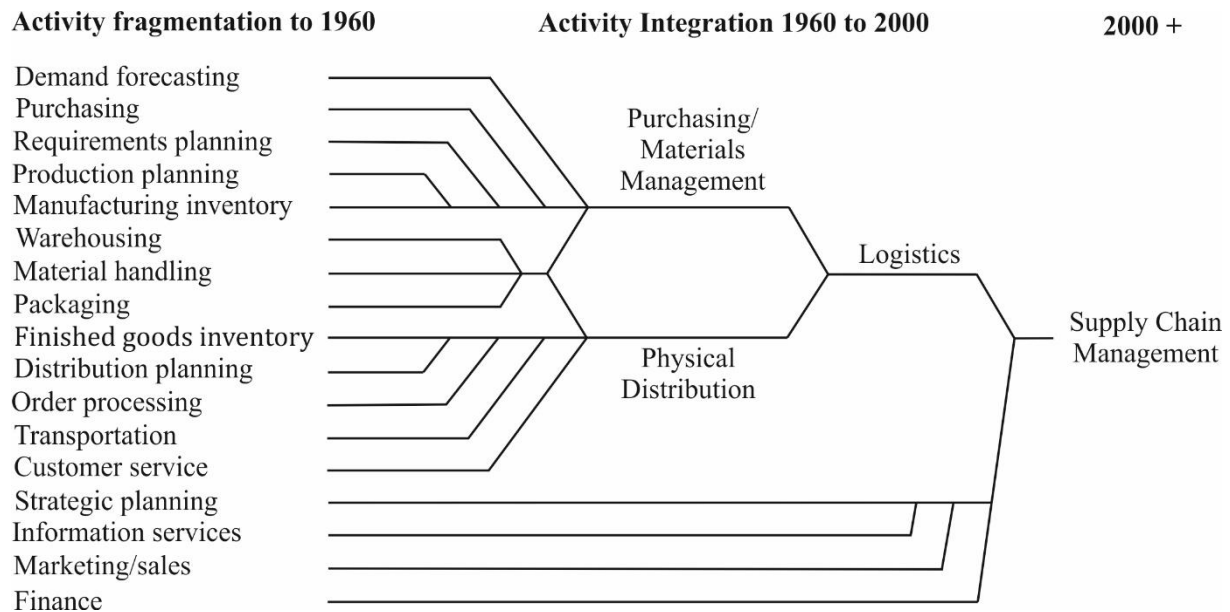 Activity fragmentation to 1960
Activity Integration 1960 to 2000
2000 +
Demand forecasting
Purchasing
Requirements planning
Production planning
Manufacturing inventory
Warehousing
Material handling
Packaging
Finished goods inventory
Distribution planning
Order processing
Transportation
Customer service
Strategic planning
Information services
Marketing/sales
Finance
Purchasing/
Materials
Management
Physical
Distribution
Logistics
Supply Chain
Management